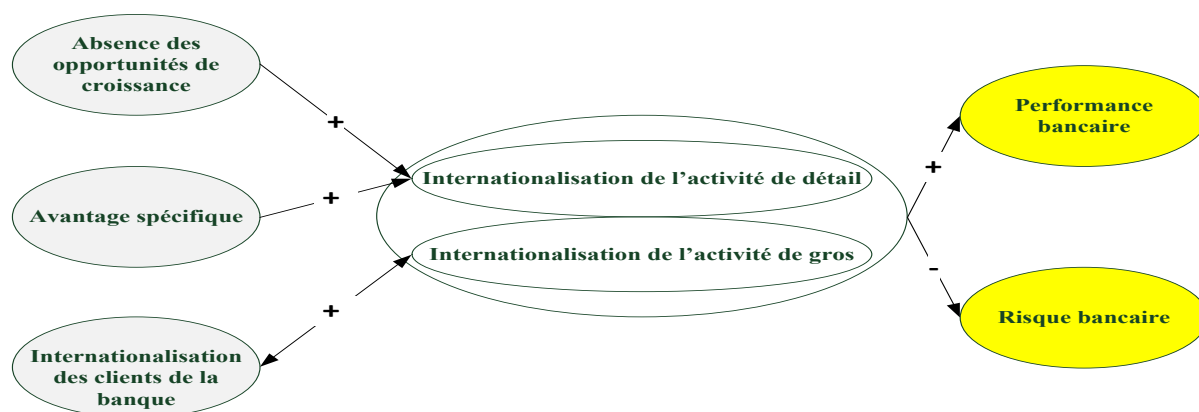 Absence des
opportunités de
croissance
+
Avantage spécifique
+
Internationalisation
des clients de la
banque
+
Internationalisation de l’activité de détail
Internationalisation de l’activité de gros
+
-
Performance
bancaire
Risque bancaire